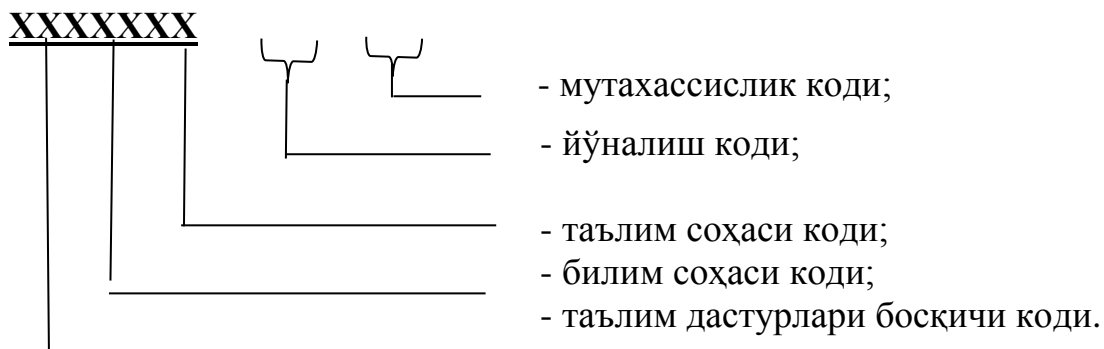 XXXXXXX
- мутахассислик коди;
- йўналиш коди;
- таълим соҳаси коди;
- билим соҳаси коди;
- таълим дастурлари босқичи коди.